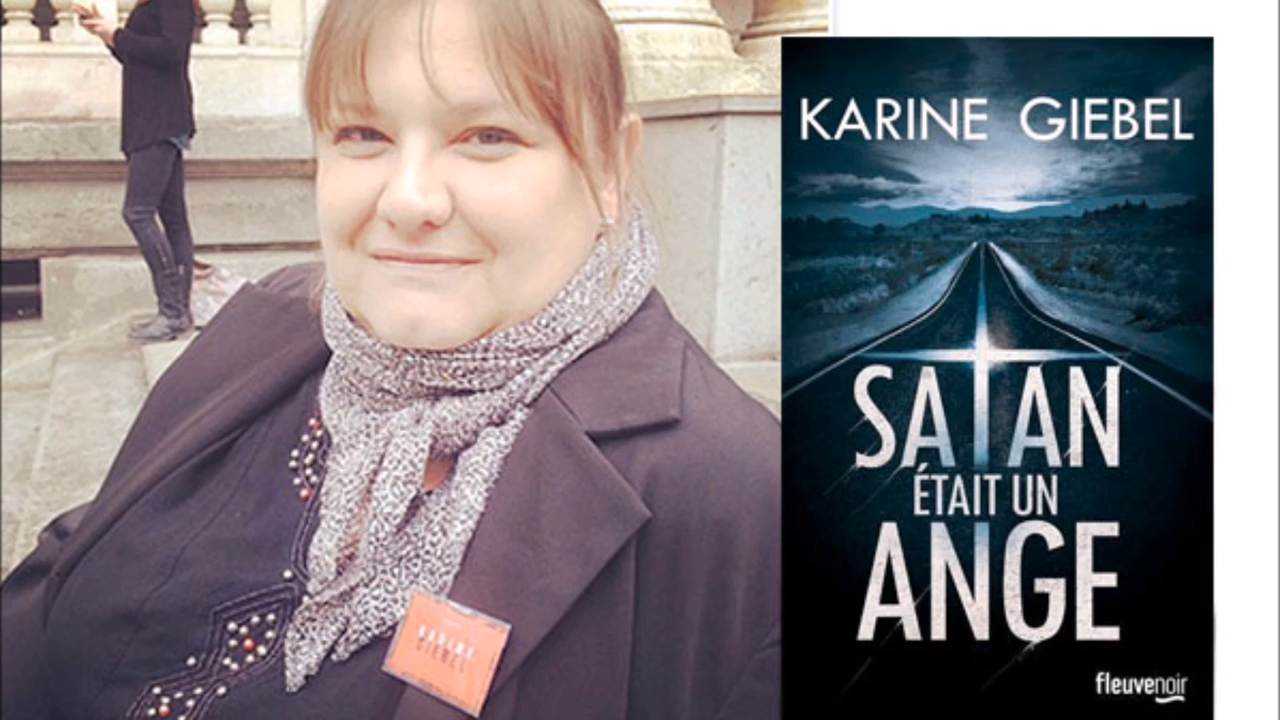 KARINE
GIEBEL
KARINE GIEBEL
SATAN
ÉTAIT UN
ANGE
fleuvenoir